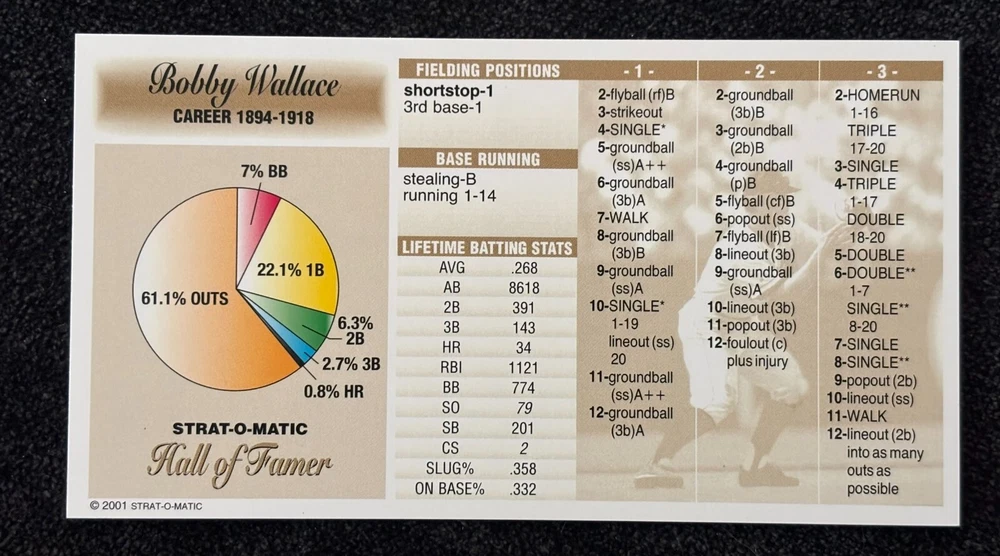 Bobby Wallace
CAREER 1894-1918
7% BB
22.1% 1B
61.1% OUTS
6.3%
2B
2.7% 3B
0.8% HR
STRAT-O-MATIC
Hall of Famer
© 2001 STRAT-O-MATIC
FIELDING POSITIONS
shortstop-1
3rd base-1
BASE RUNNING
stealing-B
running 1-14
LIFETIME BATTING STATS
AVG .268
AB 8618
2B 391
3B 143
HR 34
RBI 1121
BB 774
SO 79
SB 201
CS 2
SLUG% .358
ON BASE% .332
- 1 -
2-flyball (rf)B
3-strikeout
4-SINGLE*
5-groundball
(ss)A++
6-groundball
(3b)A
7-WALK
8-groundball
(3b)B
9-groundball
(ss)A
10-SINGLE*
1-19
lineout (ss)
20
11-groundball
(ss)A++
12-groundball
(3b)A
- 2 -
2-groundball
(3b)B
3-groundball
(2b)B
4-groundball
(p)B
5-flyball (cf)B
6-popout (ss)
7-flyball (lf)B
8-lineout (3b)
9-groundball
(ss)A
10-lineout (3b)
11-popout (3b)
12-foulout (c)
plus injury
- 3 -
2-HOMERUN
1-16
TRIPLE
17-20
3-SINGLE
4-TRIPLE
1-17
DOUBLE
18-20
5-DOUBLE
6-DOUBLE**
1-7
SINGLE**
8-20
7-SINGLE
8-SINGLE**
9-popout (2b)
10-lineout (ss)
11-WALK
12-lineout (2b)
into as many
outs as
possible